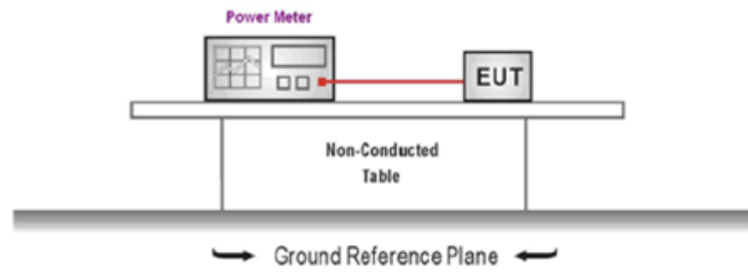 Power Meter
EUT
Non-Conducted
Table
Ground Reference Plane